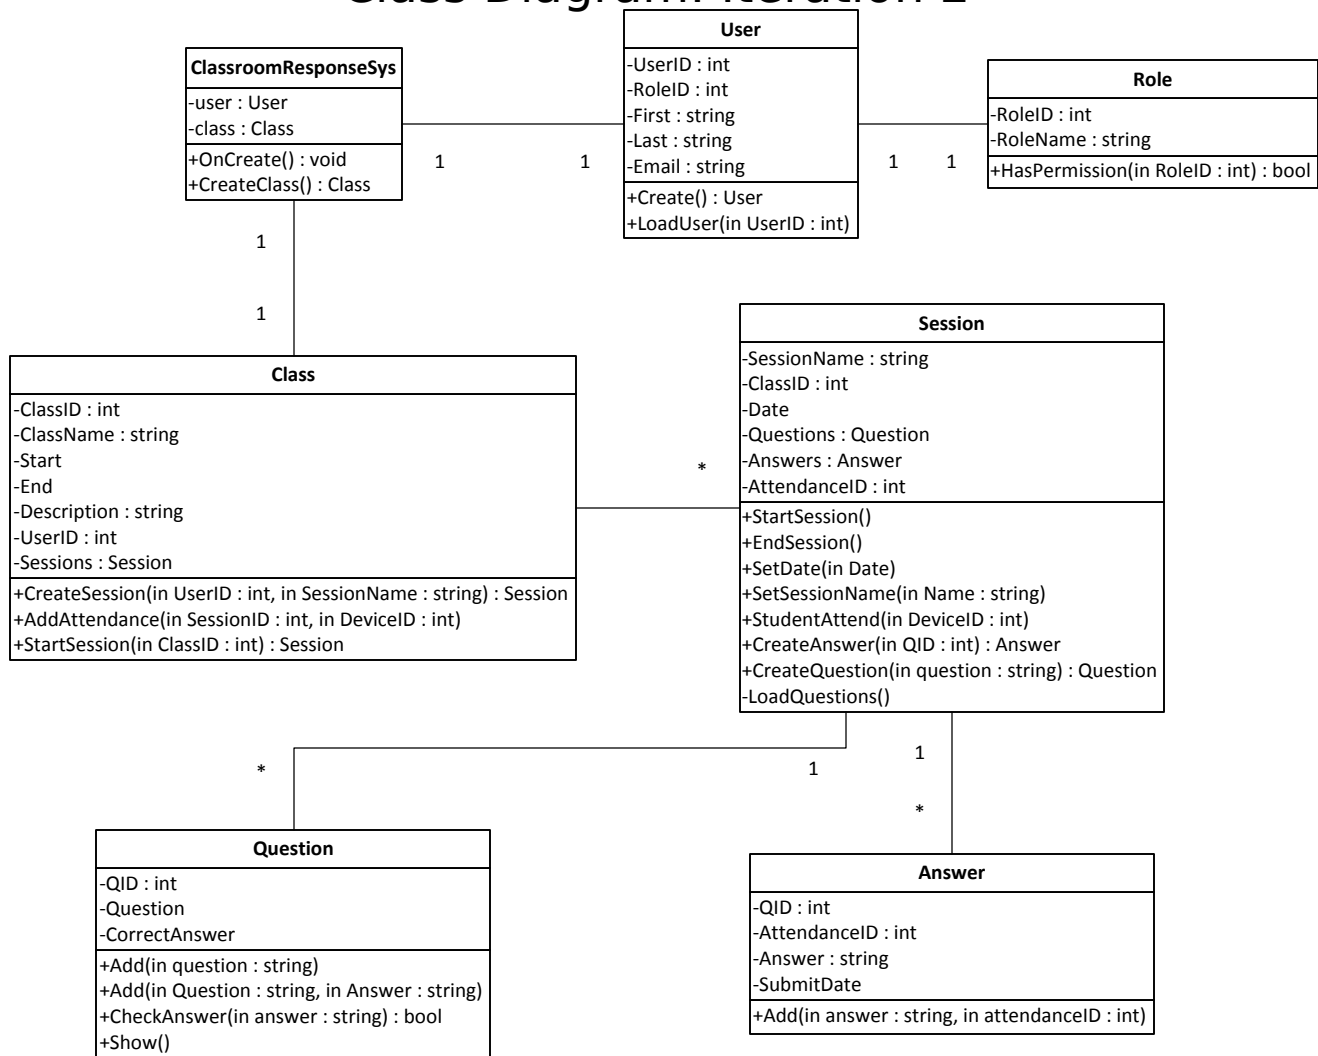 Class Diagram: Iteration
User
-UserID : int
-RoleID : int
-First : string
-Last : string
-Email : string
+Create() : User
+LoadUser(in UserID : int)
ClassroomResponseSys
-user : User
-class : Class
+OnCreate() : void
+CreateClass() : Class
Role
-RoleID : int
-RoleName : string
+HasPermission(in RoleID : int) : bool
1
1
1
1
1
1
Class
-ClassID : int
-ClassName : string
-Start
-End
-Description : string
-UserID : int
-Sessions : Session
+CreateSession(in UserID : int, in SessionName : string) : Session
+AddAttendance(in SessionID : int, in DeviceID : int)
+StartSession(in ClassID : int) : Session
*
Session
-SessionName : string
-ClassID : int
-Date
-Questions : Question
-Answers : Answer
-AttendanceID : int
+StartSession()
+EndSession()
+SetDate(in Date)
+SetSessionName(in Name : string)
+StudentAttend(in DeviceID : int)
+CreateAnswer(in QID : int) : Answer
+CreateQuestion(in question : string) : Question
-LoadQuestions()
*
1
1
*
Question
-QID : int
-Question
-CorrectAnswer
+Add(in question : string)
+Add(in Question : string, in Answer : string)
+CheckAnswer(in answer : string) : bool
+Show()
Answer
-QID : int
-AttendanceID : int
-Answer : string
-SubmitDate
+Add(in answer : string, in attendanceID : int)